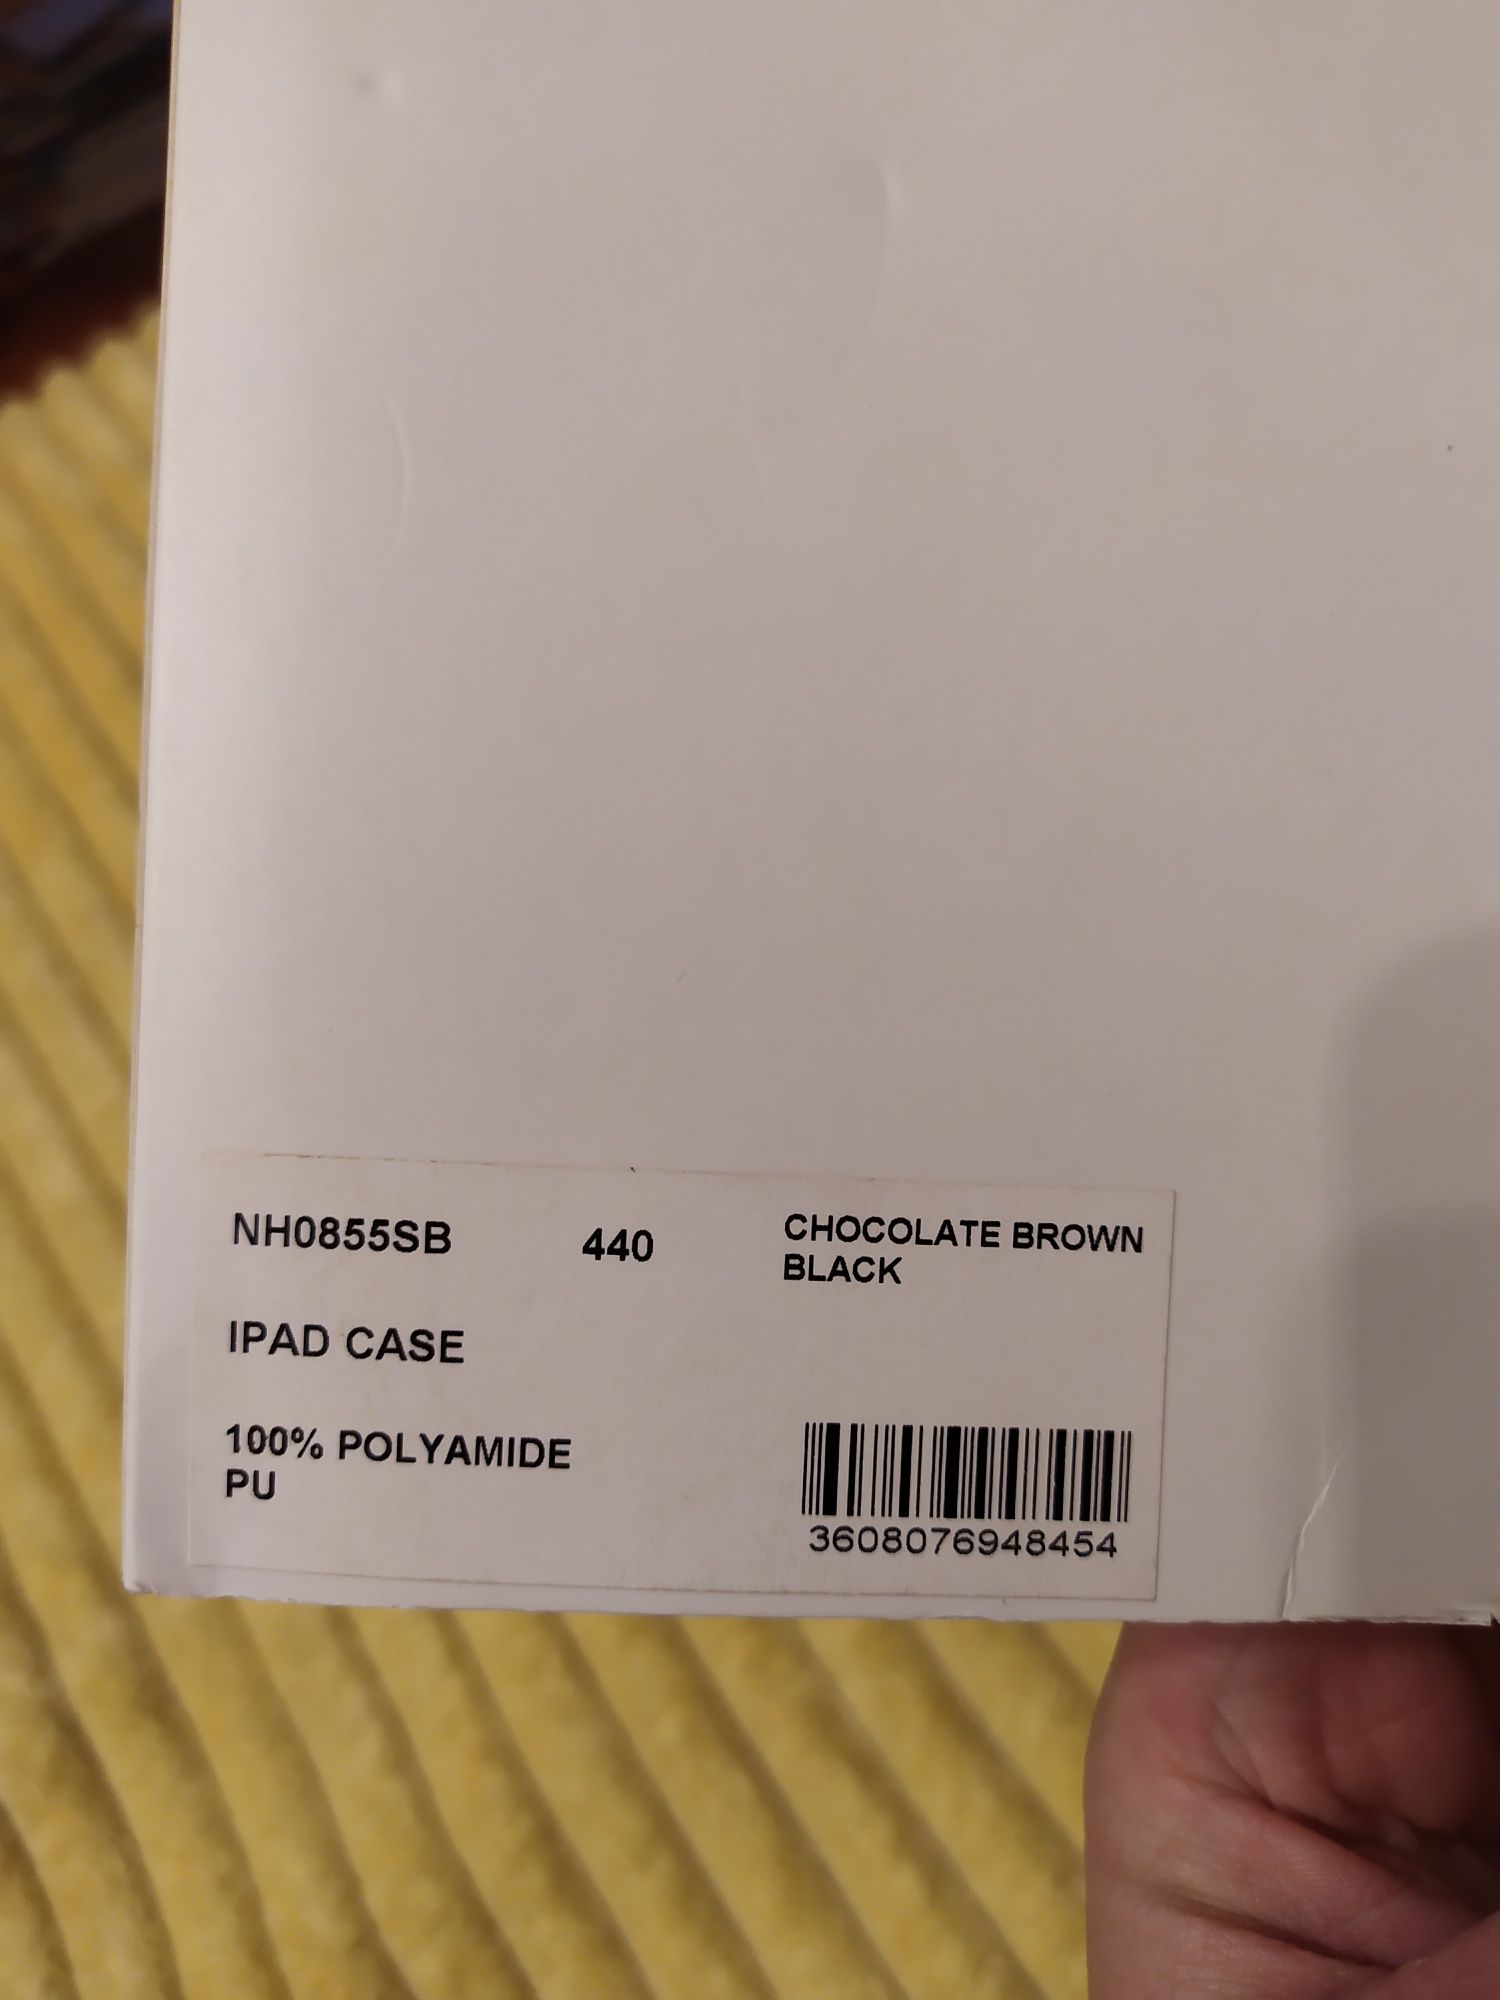 NH0855SB 440 CHOCOLATE BROWN
BLACK
IPAD CASE
100% POLYAMIDE
PU
3608076948454